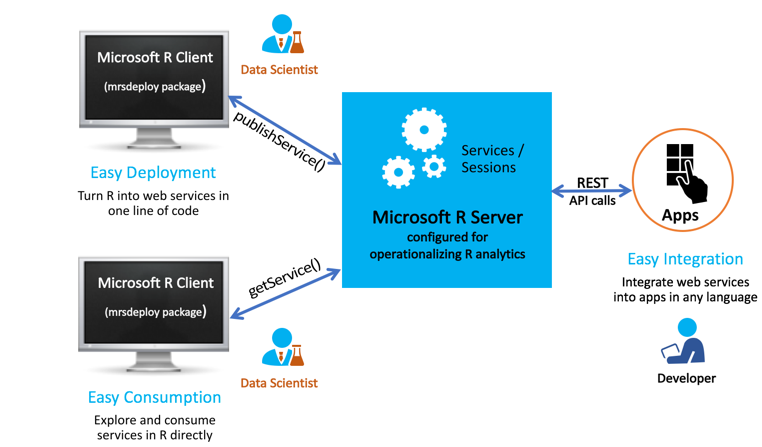 Microsoft R Client
(mrsdeploy package)
Data Scientist
publishService()
Easy Deployment
Turn R into web services in
one line of code
Services /
Sessions
Microsoft R Server
configured for
operationalizing R analytics
REST
API calls
Apps
Easy Integration
Integrate web services
into apps in any language
Developer
Microsoft R Client
(mrsdeploy package)
getService()
Data Scientist
Easy Consumption
Explore and consume
services in R directly